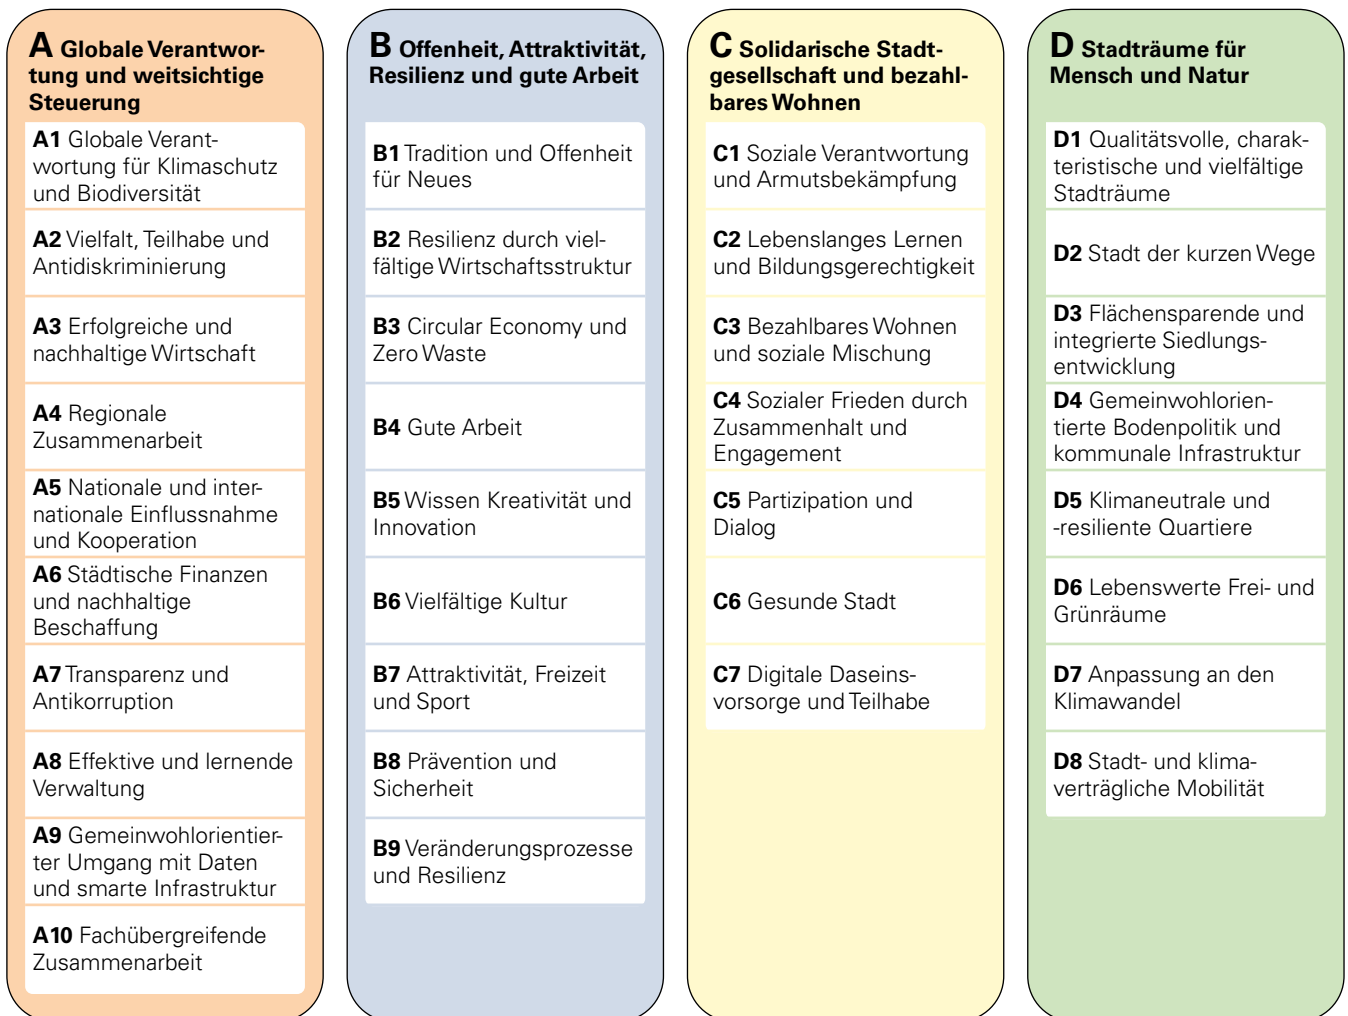 A Globale Verantwor-
tung und weitsichtige
Steuerung
A1 Globale Verant-
wortung für Klimaschutz
und Biodiversität
A2 Vielfalt, Teilhabe und
Antidiskriminierung
A3 Erfolgreiche und
nachhaltige Wirtschaft
A4 Regionale
Zusammenarbeit
A5 Nationale und inter-
nationale Einflussnahme
und Kooperation
A6 Städtische Finanzen
und nachhaltige
Beschaffung
A7 Transparenz und
Antikorruption
A8 Effektive und lernende
Verwaltung
A9 Gemeinwohlorientier-
ter Umgang mit Daten
und smarte Infrastruktur
A10 Fachübergreifende
Zusammenarbeit
B Offenheit, Attraktivität,
Resilienz und gute Arbeit
B1 Tradition und Offenheit
für Neues
B2 Resilienz durch viel-
fältige Wirtschaftsstruktur
B3 Circular Economy und
Zero Waste
B4 Gute Arbeit
B5 Wissen Kreativität und
Innovation
B6 Vielfältige Kultur
B7 Attraktivität, Freizeit
und Sport
B8 Prävention und
Sicherheit
B9 Veränderungsprozesse
und Resilienz
C Solidarische Stadt-
gesellschaft und bezahl-
bares Wohnen
C1 Soziale Verantwortung
und Armutsbekämpfung
C2 Lebenslanges Lernen
und Bildungsgerechtigkeit
C3 Bezahlbares Wohnen
und soziale Mischung
C4 Sozialer Frieden durch
Zusammenhalt und
Engagement
C5 Partizipation und
Dialog
C6 Gesunde Stadt
C7 Digitale Daseins-
vorsorge und Teilhabe
D Stadträume für
Mensch und Natur
D1 Qualitätsvolle, charak-
teristische und vielfältige
Stadträume
D2 Stadt der kurzen Wege
D3 Flächensparende und
integrierte Siedlungs-
entwicklung
D4 Gemeinwohlorien-
tierte Bodenpolitik und
kommunale Infrastruktur
D5 Klimaneutrale und
-resiliente Quartiere
D6 Lebenswerte Frei- und
Grünräume
D7 Anpassung an den
Klimawandel
D8 Stadt- und klima-
verträgliche Mobilität